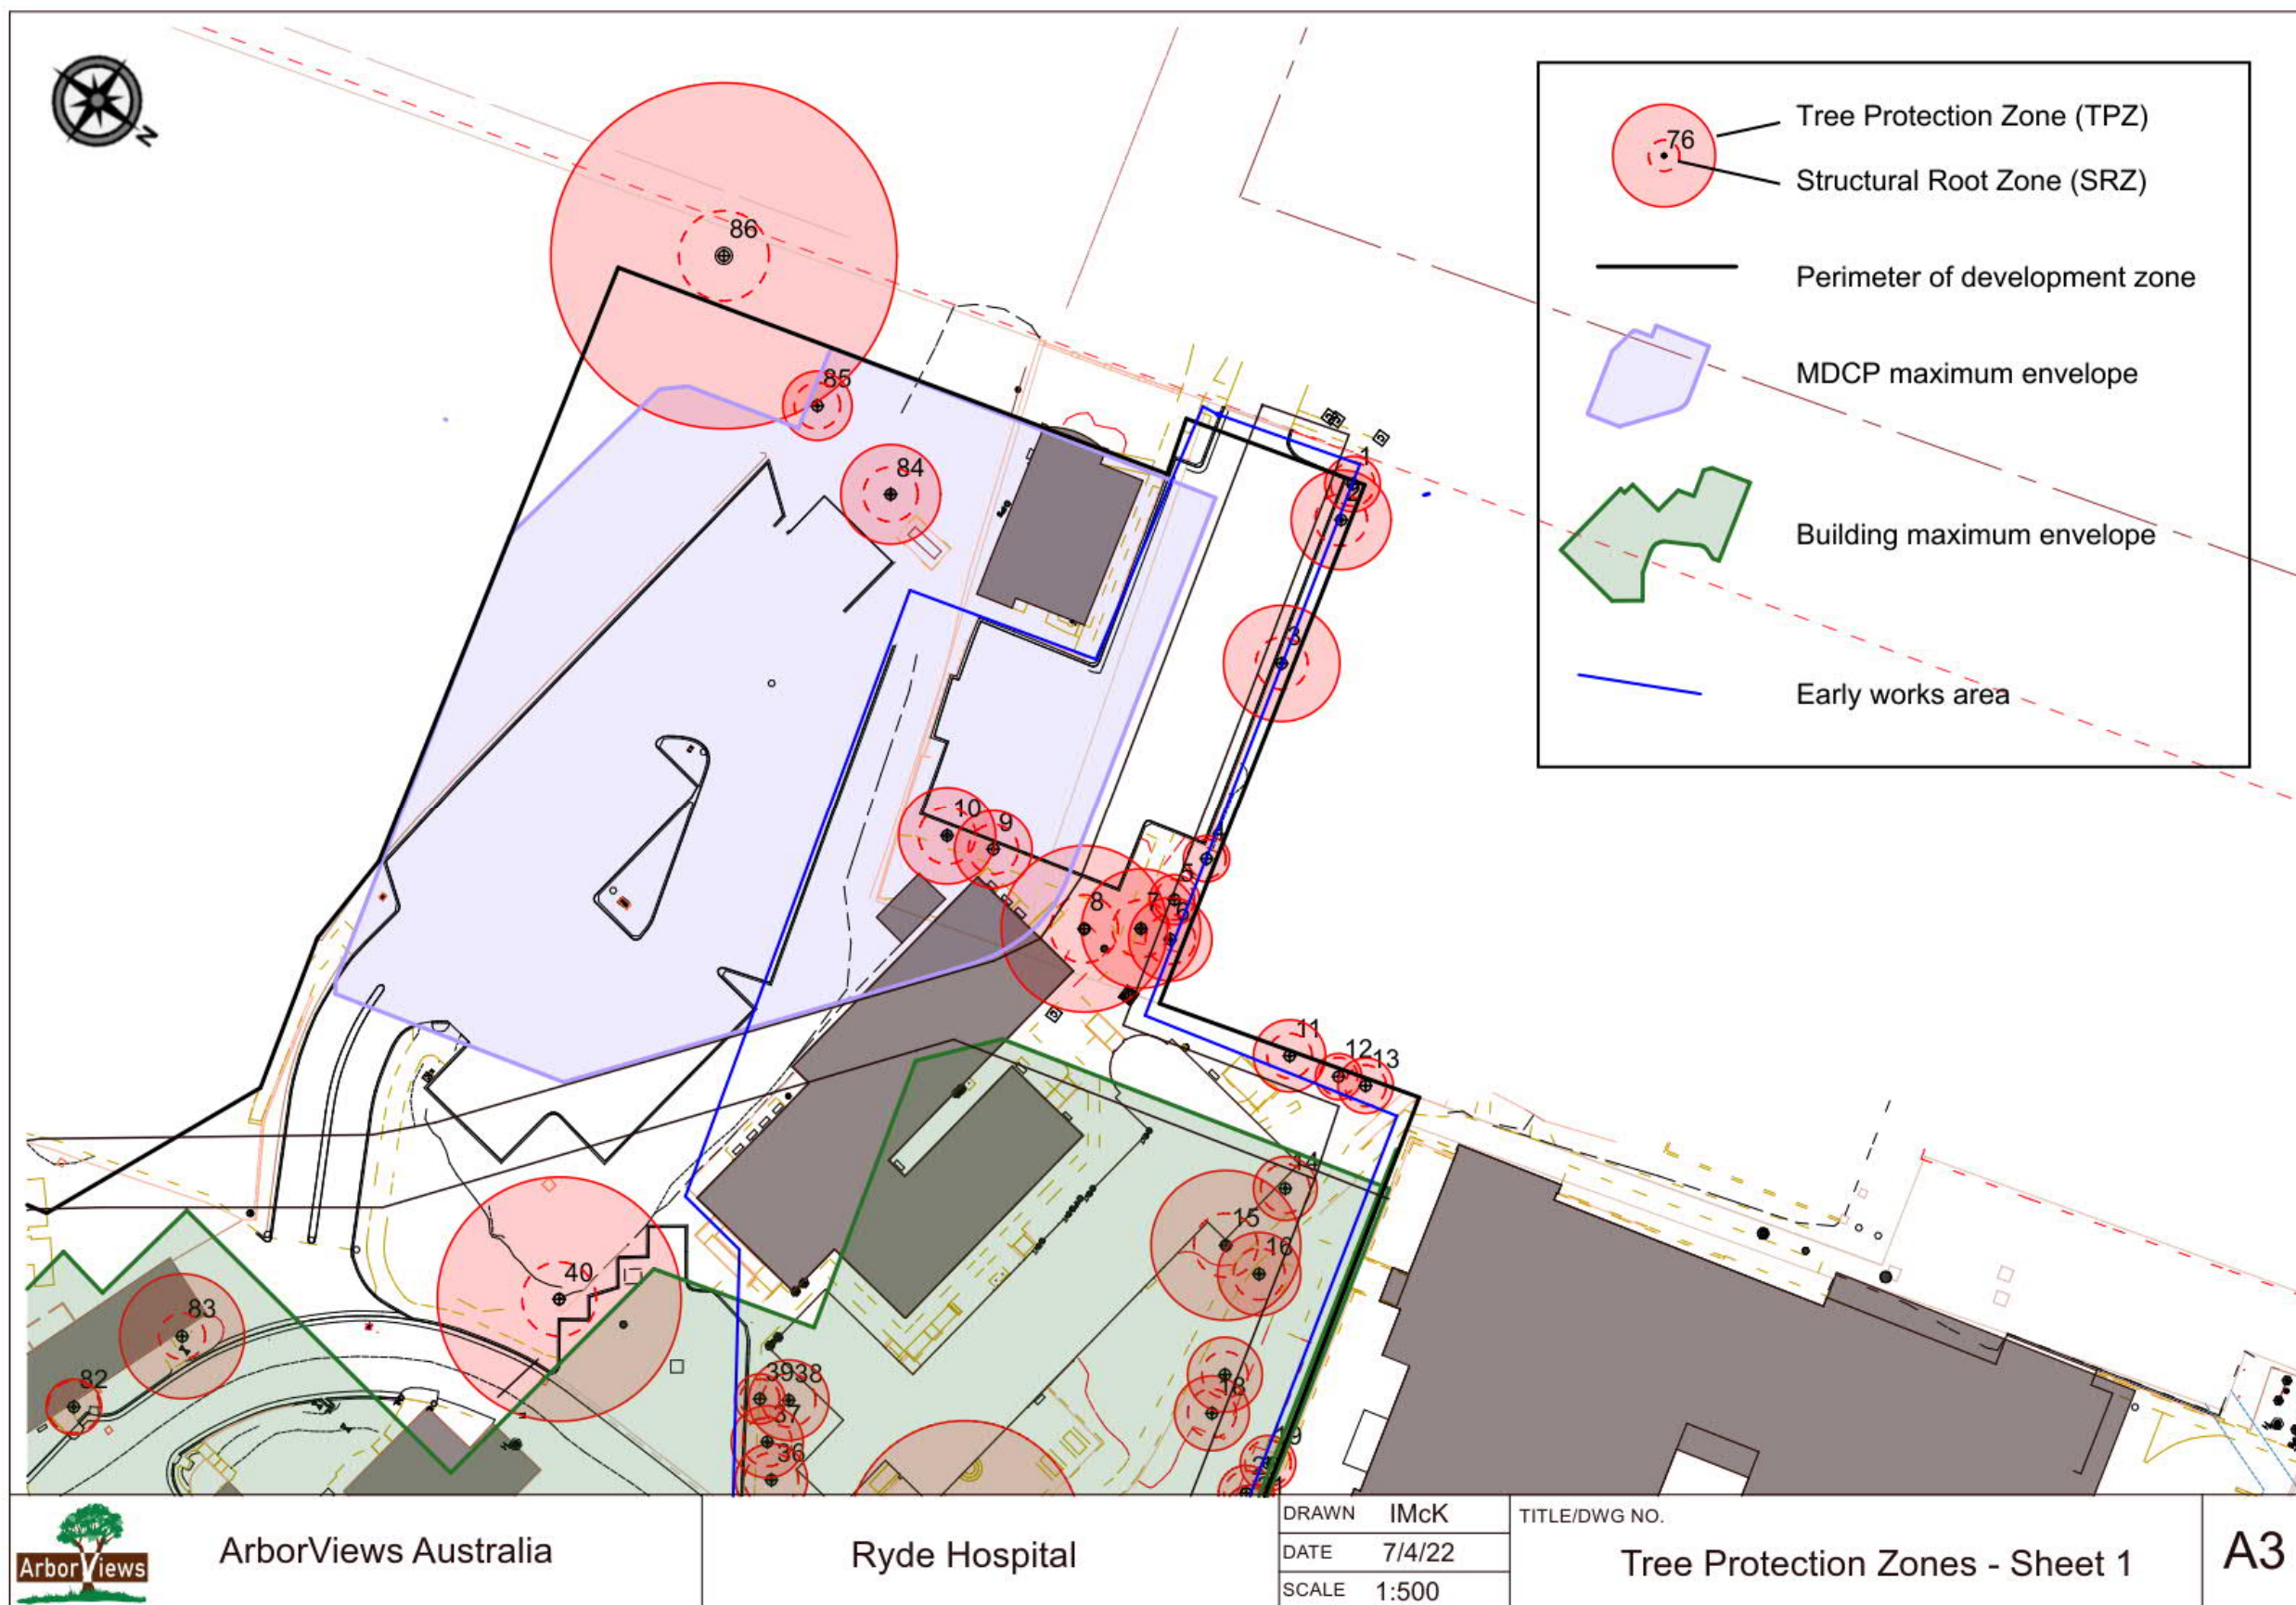 N
76
Tree Protection Zone (TPZ)
Structural Root Zone (SRZ)
Perimeter of development zone
MDCP maximum envelope
Building maximum envelope
Early works area
86
85
84
1
2
3
10
9
4
5
8
7
6
11
12
13
14
15
16
40
83
82
39
38
37
36
18
19
ArborViews
ArborViews Australia
Ryde Hospital
DRAWN IMcK
DATE 7/4/22
SCALE 1:500
TITLE/DWG NO.
Tree Protection Zones - Sheet 1
A3